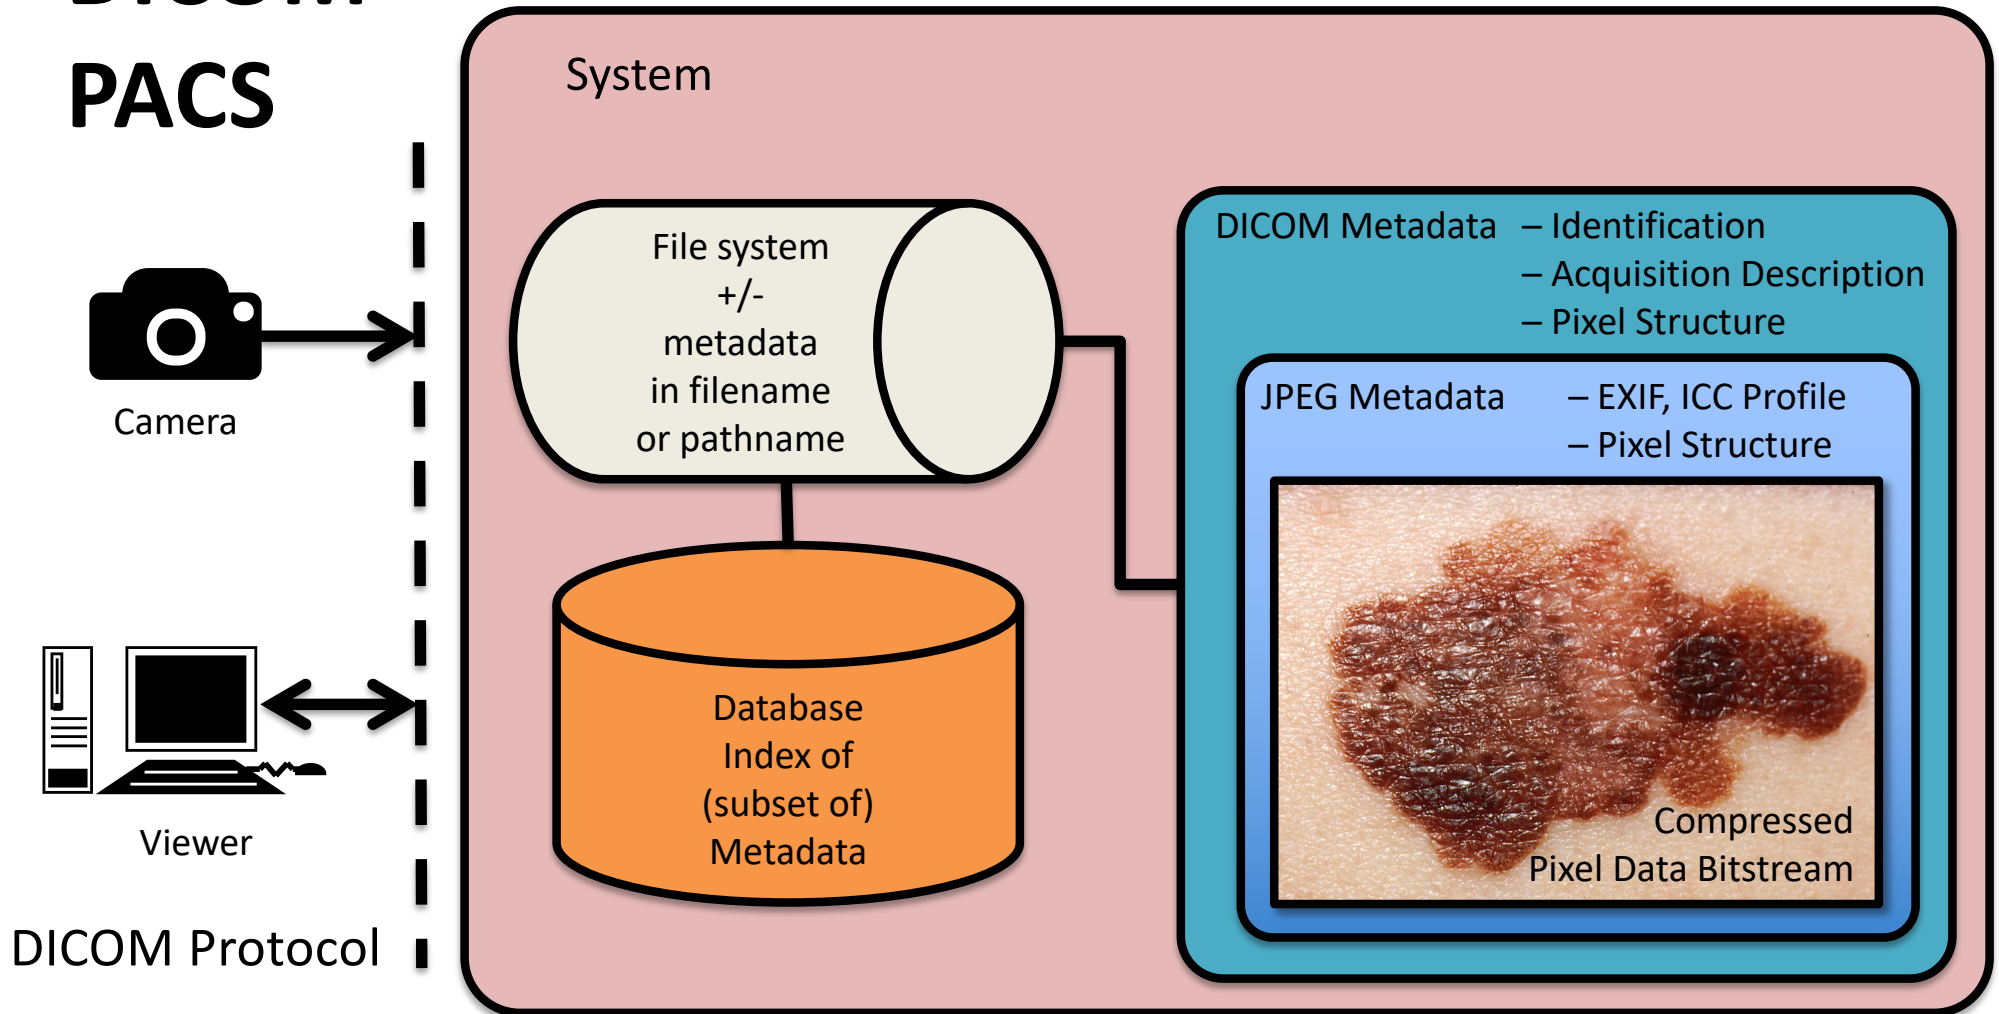 DICOM
PACS
System
File system
+/-
metadata
in filename
or pathname
DICOM Metadata – Identification
– Acquisition Description
– Pixel Structure
JPEG Metadata – EXIF, ICC Profile
– Pixel Structure
Camera
Database
Index of
(subset of)
Metadata
Compressed
Pixel Data Bitstream
Viewer
DICOM Protocol